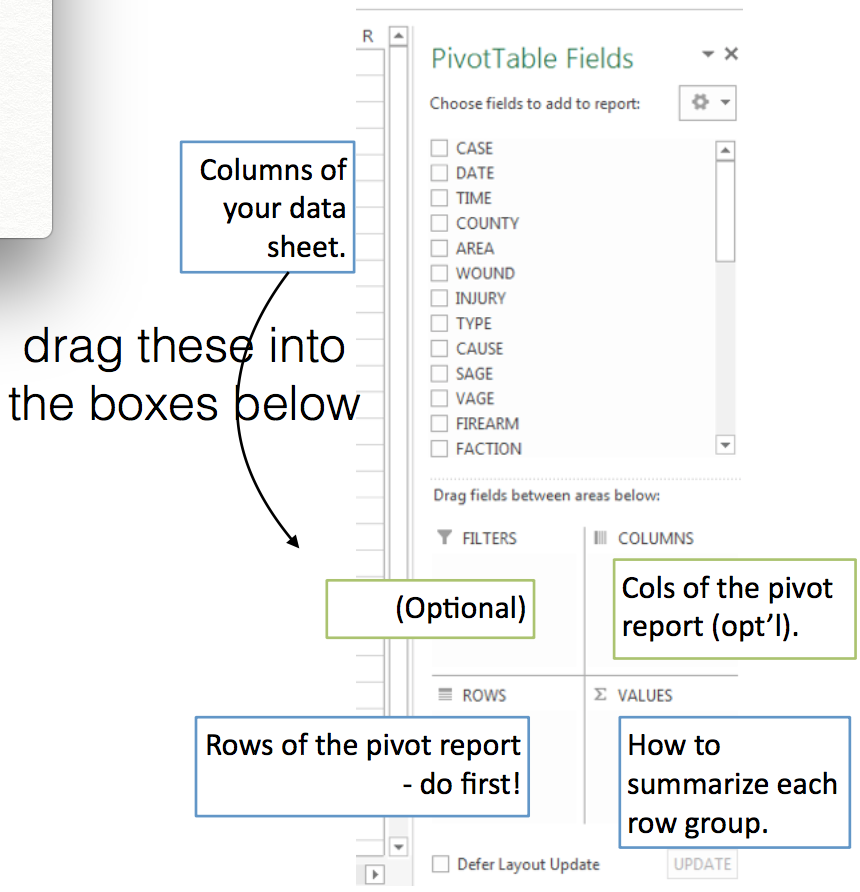 R
PivotTable Fields
Choose fields to add to report:
Columns of
your data
sheet.
CASE
DATE
TIME
COUNTY
AREA
WOUND
INJURY
TYPE
CAUSE
SAGE
VAGE
FIREARM
FACTION
drag these into
the boxes below
Drag fields between areas below:
FILTERS
COLUMNS
(Optional)
Cols of the pivot
report (opt’l).
ROWS
Σ VALUES
Rows of the pivot report
- do first!
How to
summarize each
row group.
Defer Layout Update
UPDATE